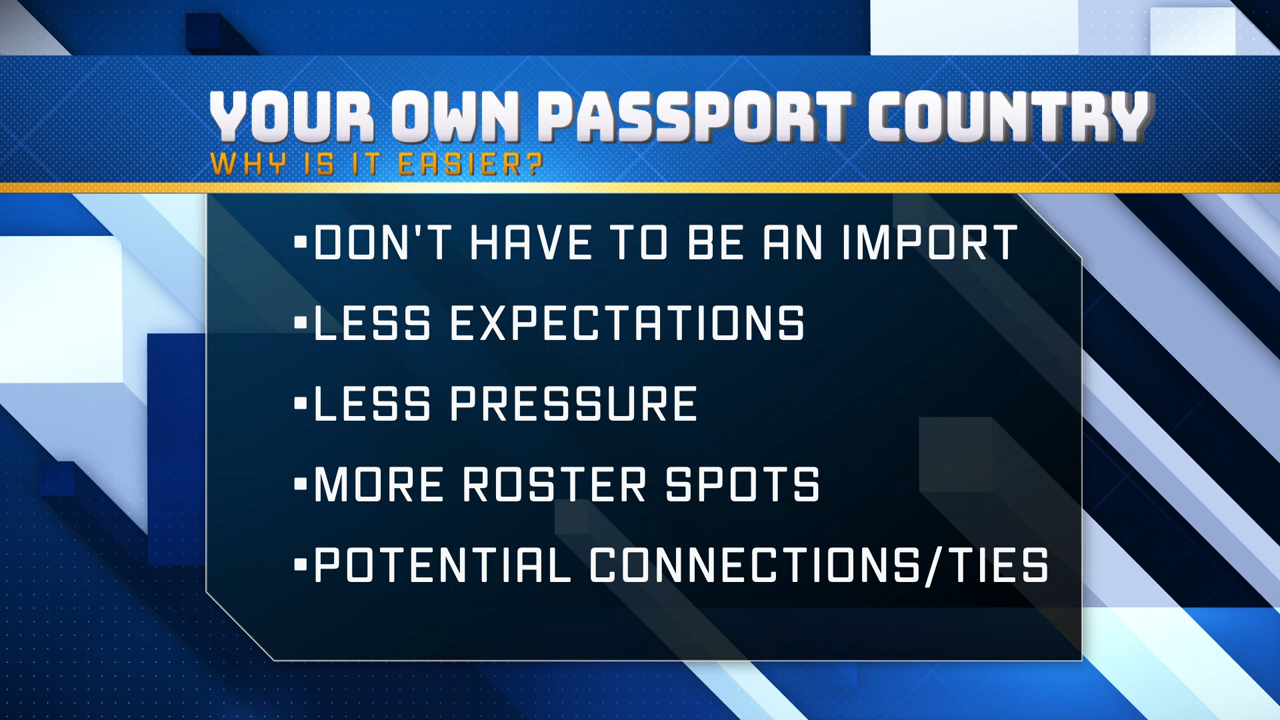 YOUR OWN PASSPORT COUNTRY
WHY IS IT EASIER?
▪DON'T HAVE TO BE AN IMPORT
▪LESS EXPECTATIONS
▪LESS PRESSURE
▪MORE ROSTER SPOTS
▪POTENTIAL CONNECTIONS/TIES